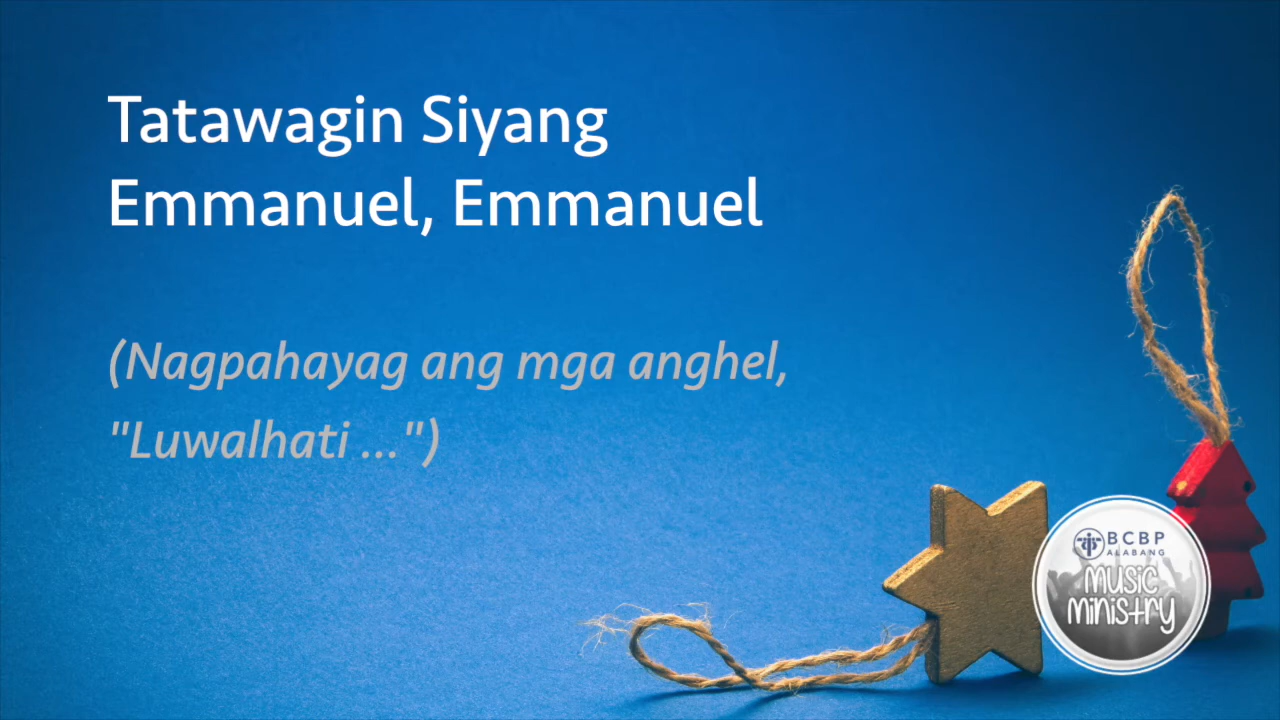 Tatawagin Siyang
Emmanuel, Emmanuel
(Nagpahayag ang mga anghel,
"Luwalhati ...")
BCBP
ALABANG
MUSIC
MINISTRY